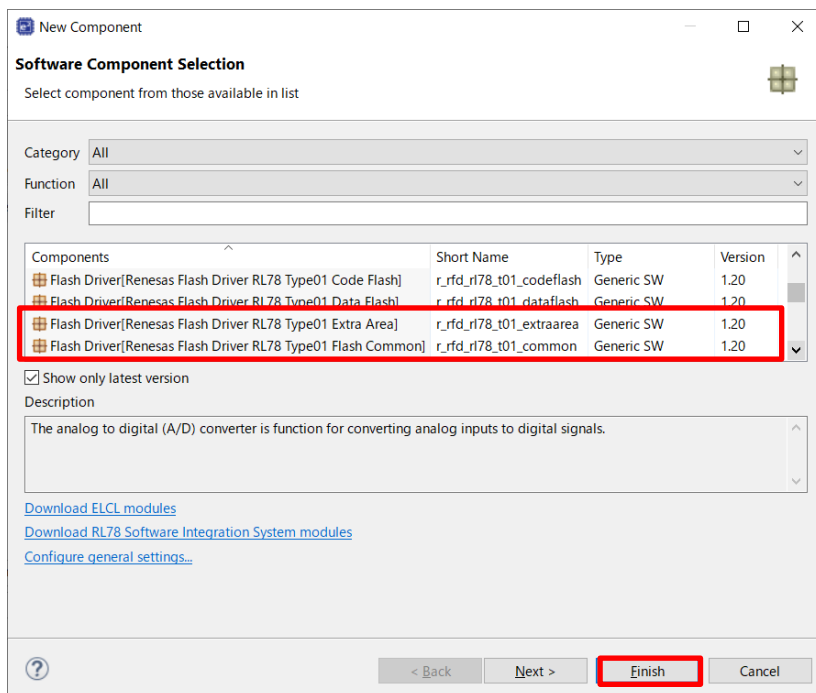 New Component
Software Component Selection
Select component from those available in list
Category All
Function All
Filter
Components Short Name Type Version
Flash Driver[Renesas Flash Driver RL78 Type01 Code Flash] r_rfd_rl78_t01_codeflash Generic SW 1.20
Flash Driver[Renesas Flash Driver RL78 Type01 Data Flash] r_rfd_rl78_t01_dataflash Generic SW 1.20
Flash Driver[Renesas Flash Driver RL78 Type01 Extra Area] r_rfd_rl78_t01_extraarea Generic SW 1.20
Flash Driver[Renesas Flash Driver RL78 Type01 Flash Common] r_rfd_rl78_t01_common Generic SW 1.20
Show only latest version
Description
The analog to digital (A/D) converter is function for converting analog inputs to digital signals.
Download ELCL modules
Download RL78 Software Integration System modules
Configure general settings...
? < Back Next > Finish Cancel